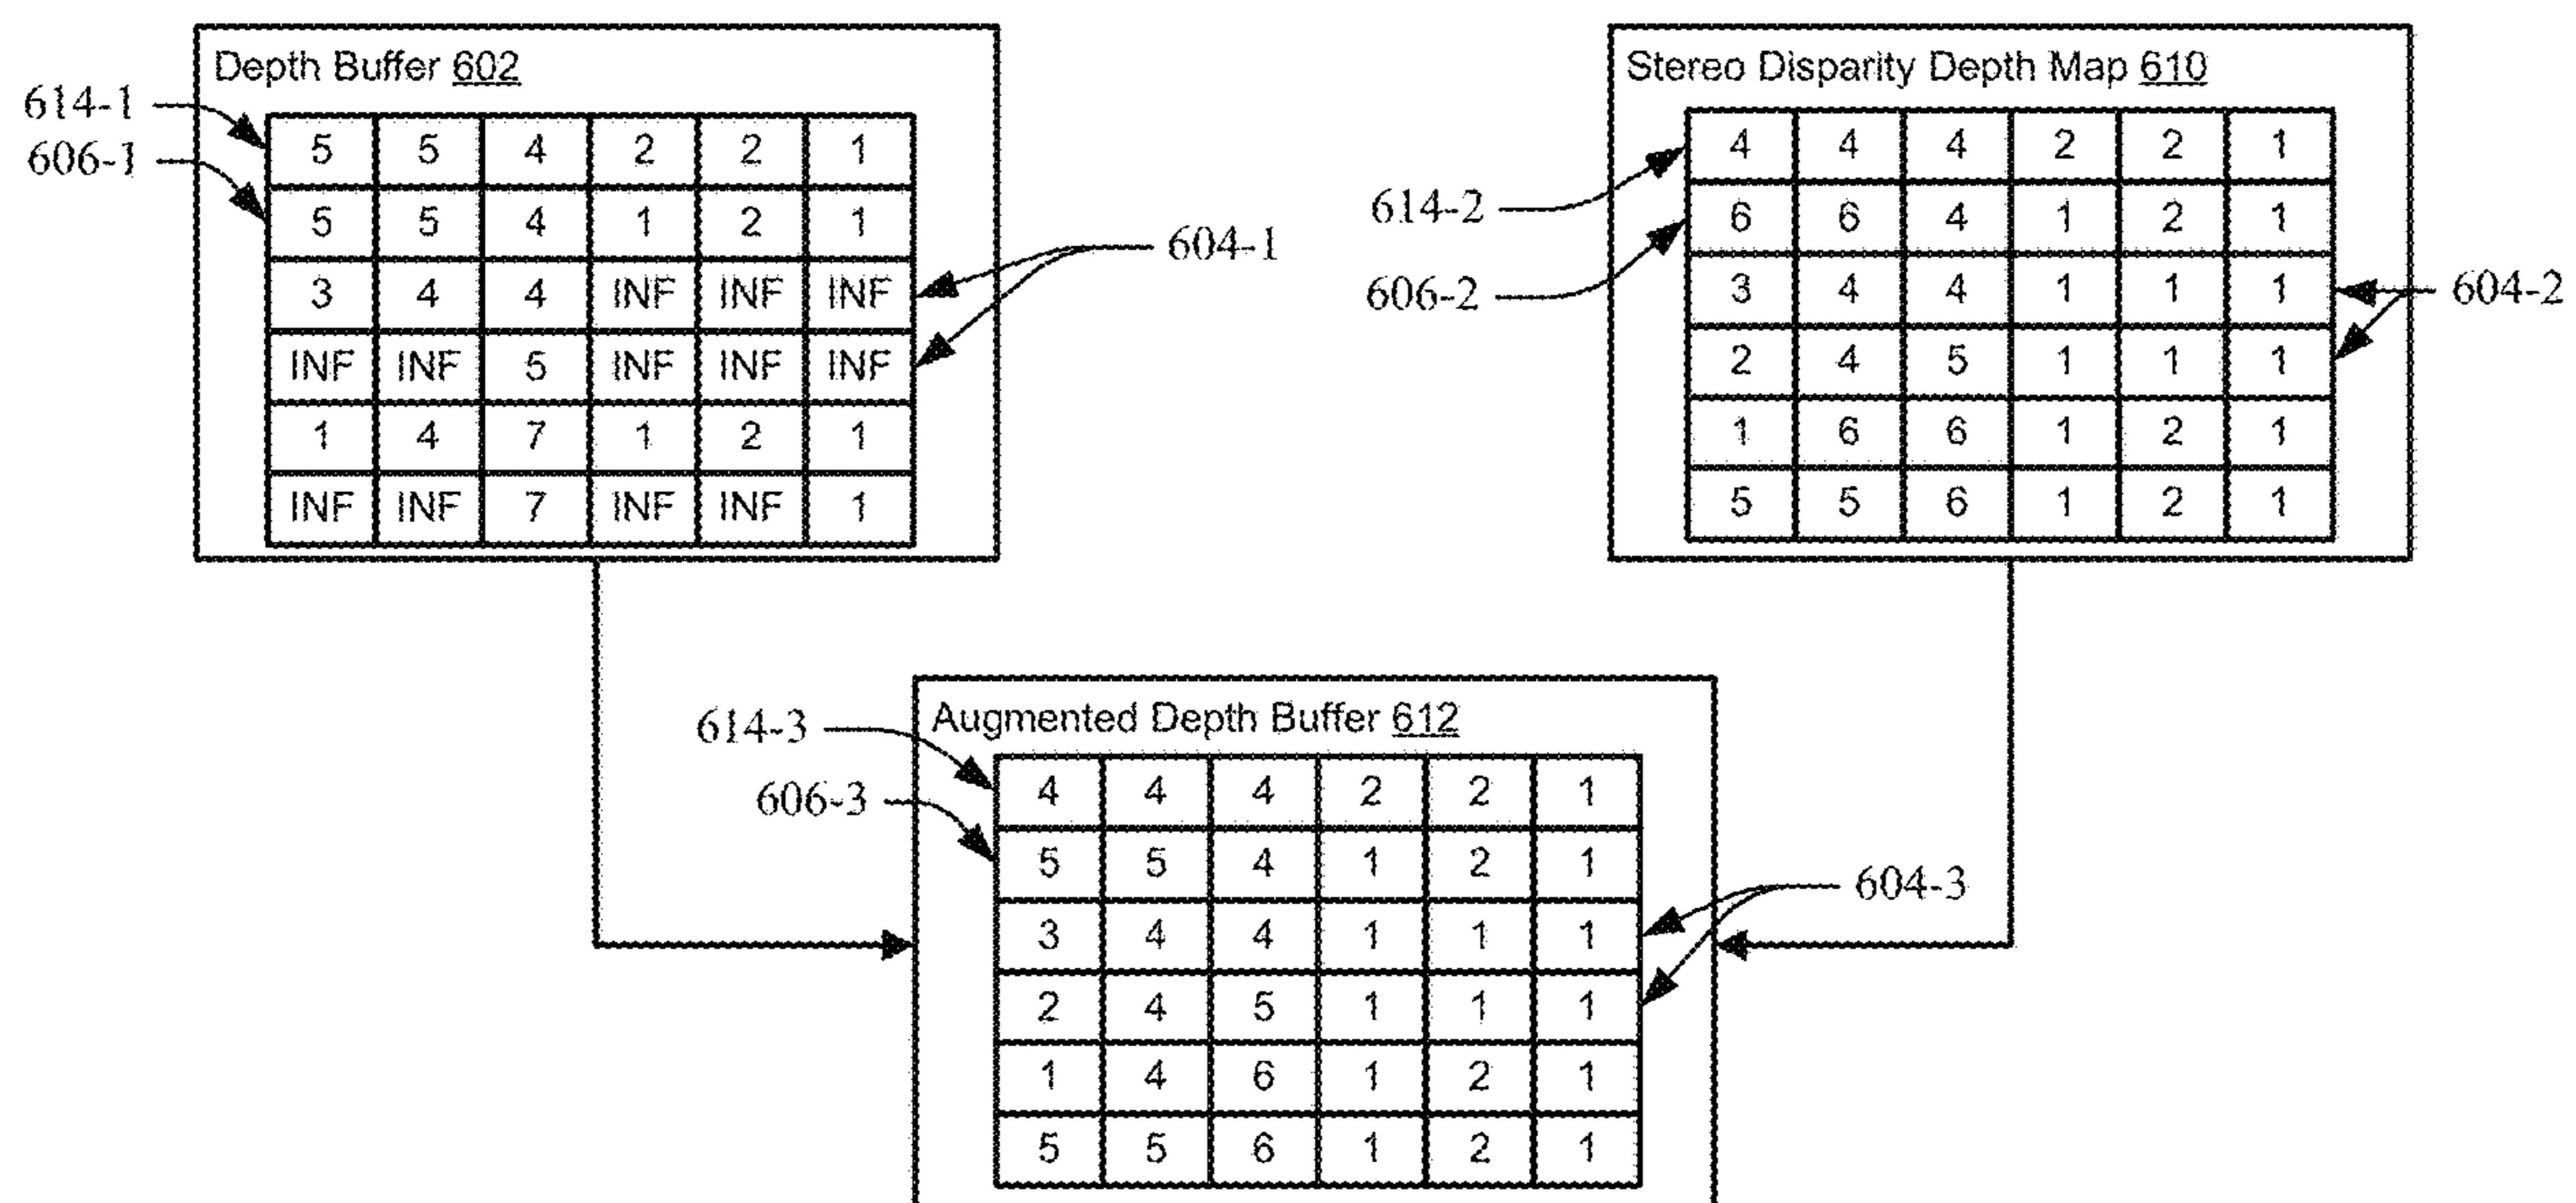 Depth Buffer 602
614-1
606-1
5 5 4 2 2 1
5 5 4 1 2 1
3 4 4 INF INF INF
INF INF 5 INF INF INF
1 4 7 1 2 1
INF INF 7 INF INF 1
604-1
Stereo Disparity Depth Map 610
614-2
606-2
4 4 4 2 2 1
6 6 4 1 2 1
3 4 4 1 1 1
2 4 5 1 1 1
1 6 6 1 2 1
5 5 6 1 2 1
604-2
Augmented Depth Buffer 612
614-3
606-3
4 4 4 2 2 1
5 5 4 1 2 1
3 4 4 1 1 1
2 4 5 1 1 1
1 4 6 1 2 1
5 5 6 1 2 1
604-3